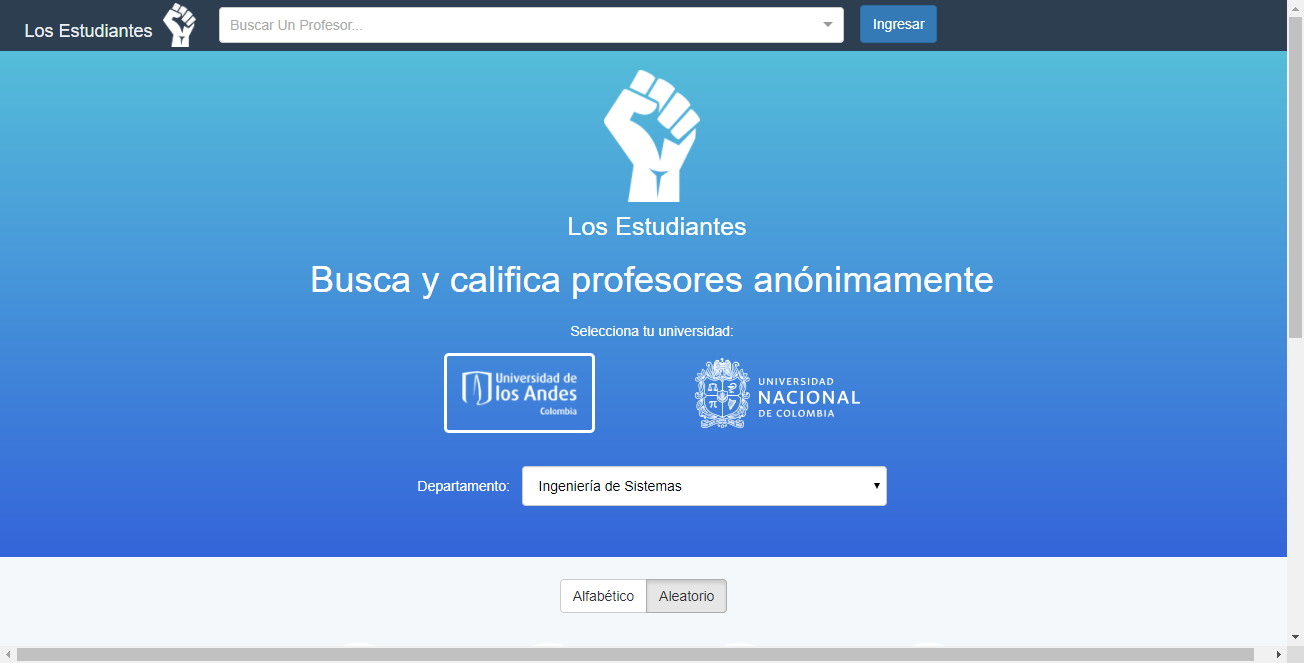 Los Estudiantes
Buscar Un Profesor...
Ingresar
Los Estudiantes
Busca y califica profesores anónimamente
Selecciona tu universidad:
Universidad de
los Andes
Colombia
UNIVERSIDAD
NACIONAL
DE COLOMBIA
Departamento:
Ingeniería de Sistemas
Alfabético
Aleatorio